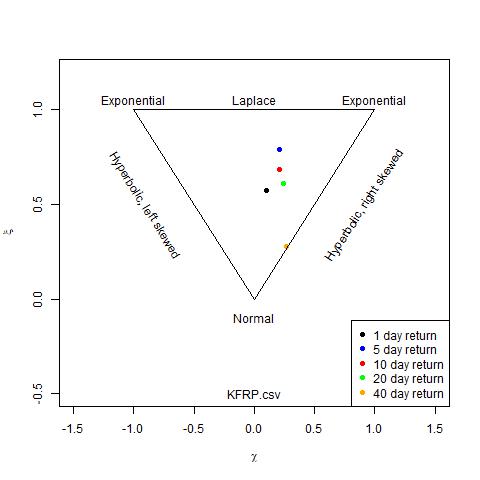 Exponential Laplace Exponential
Hyperbolic, left skewed
Hyperbolic, right skewed
Normal
KFRP.csv
1 day return
5 day return
10 day return
20 day return
40 day return
1.0
0.5
0.0
-0.5
ξ
-1.5 -1.0 -0.5 0.0 0.5 1.0 1.5
χ